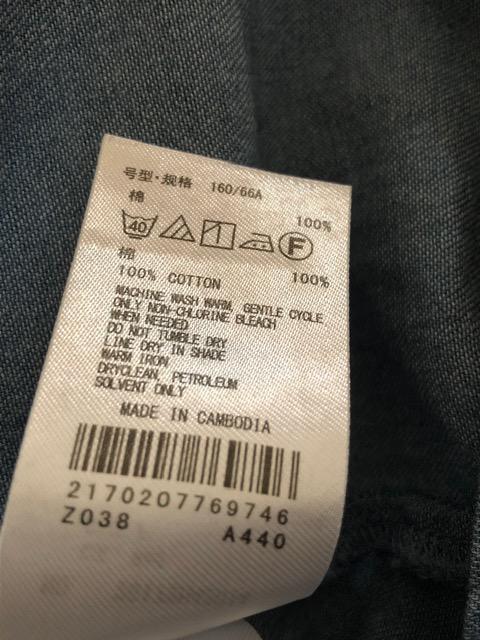 号型·规格 160/66A
棉 100%
40 F
棉 100%
100% COTTON
MACHINE WASH WARM, GENTLE CYCLE
ONLY NON-CHLORINE BLEACH
WHEN NEEDED
DO NOT TUMBLE DRY
LINE DRY IN SHADE
WARM IRON
DRYCLEAN, PETROLEUM
SOLVENT ONLY
MADE IN CAMBODIA
2170207769746
Z038 A440